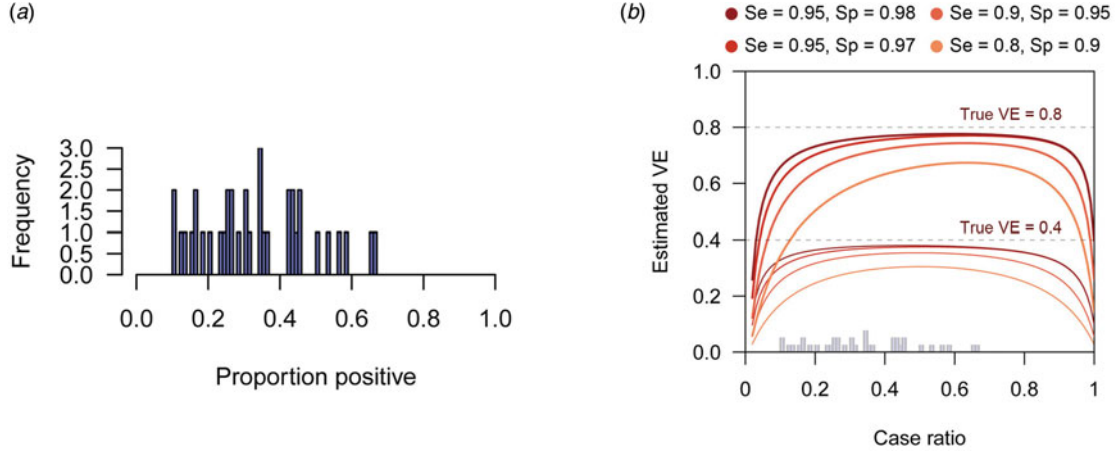 (a)
3.0
2.5
2.0
1.5
1.0
0.5
0.0
Frequency
0.0 0.2 0.4 0.6 0.8 1.0
Proportion positive
(b)
Se = 0.95, Sp = 0.98 Se = 0.9, Sp = 0.95
Se = 0.95, Sp = 0.97 Se = 0.8, Sp = 0.9
1.0
0.8
0.6
0.4
0.2
0.0
Estimated VE
True VE = 0.8
True VE = 0.4
0 0.2 0.4 0.6 0.8 1
Case ratio